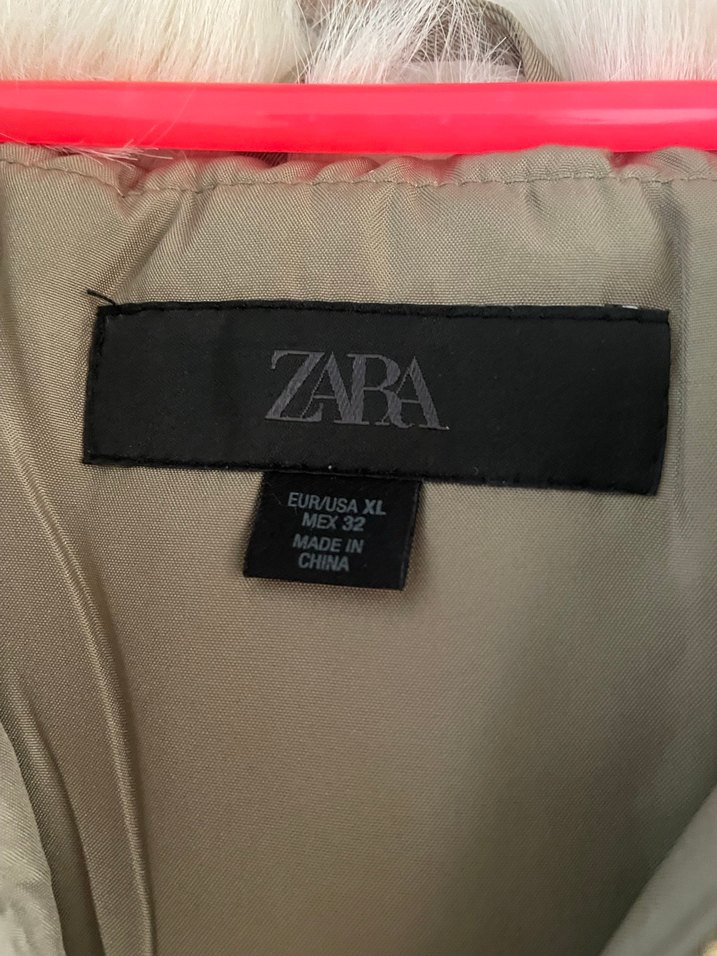 ZARA
EUR/USA XL
MEX 32
MADE IN
CHINA